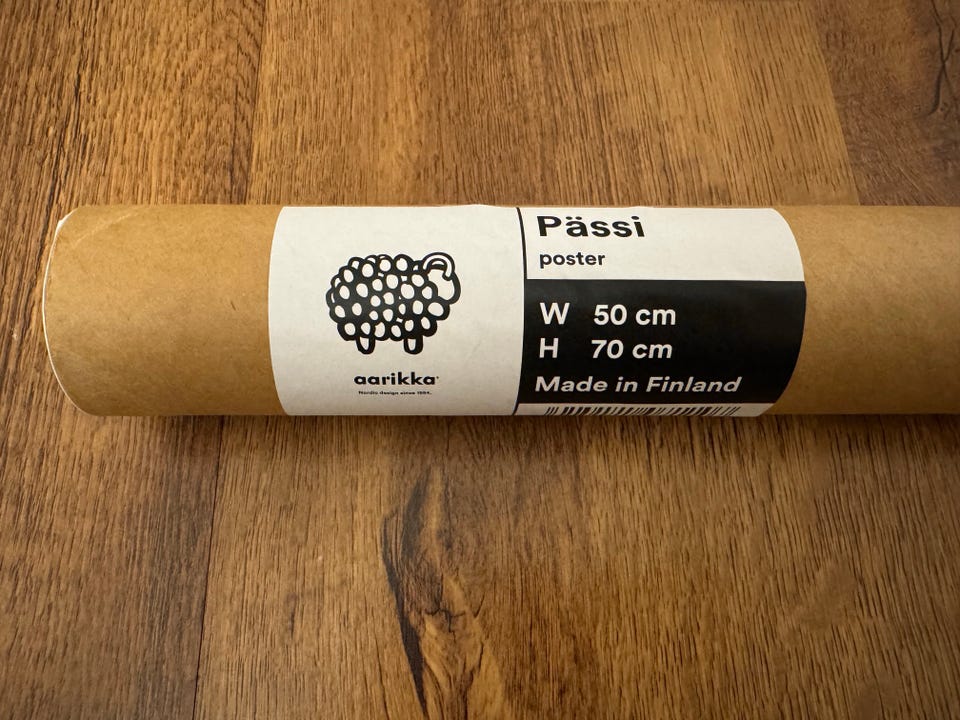 aarikka
Nordic design since 1954.
Pässi
poster
W 50 cm
H 70 cm
Made in Finland